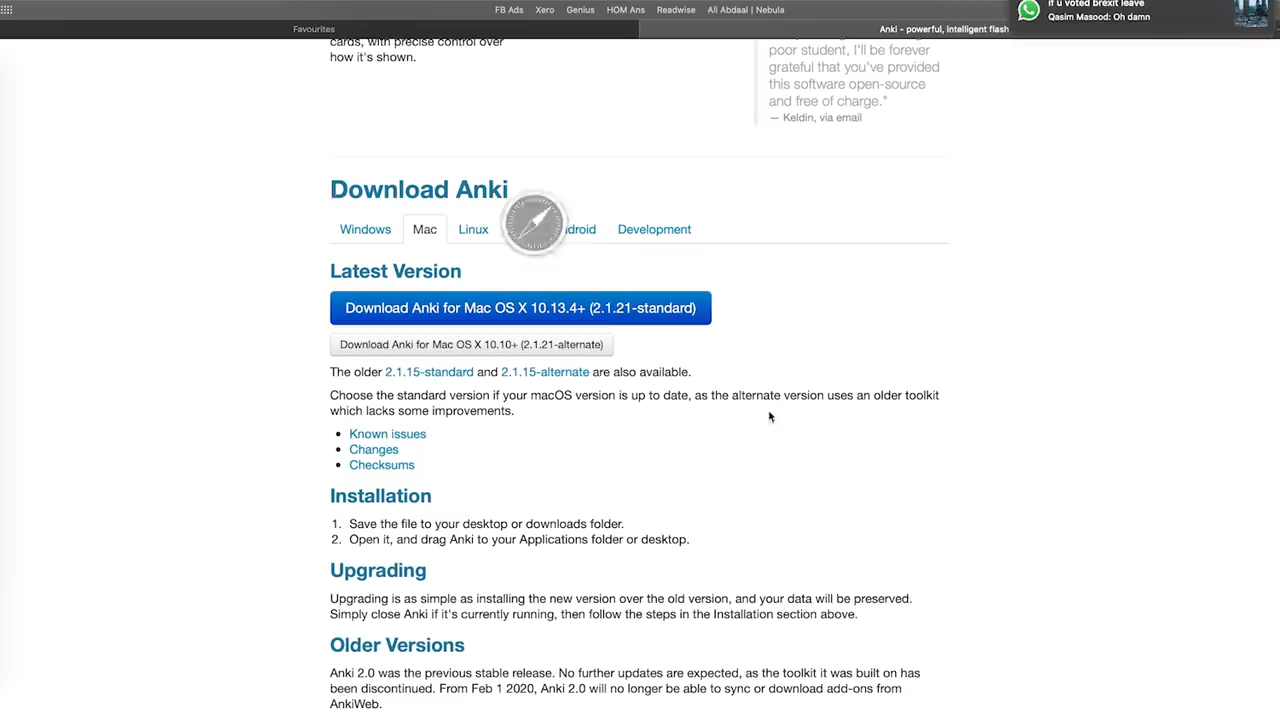 FB Ads Xero Genius HOM Ans Readwise Ali Abdaal | Nebula
if u voted brexit leave
Qasim Masood: Oh damn
Favourites
Anki – powerful, intelligent flash
cards, with precise control over
how it's shown.
poor student, I'll be forever
grateful that you've provided
this software open-source
and free of charge."
— Keldin, via email
Download Anki
Windows Mac Linux Development
Latest Version
Download Anki for Mac OS X 10.13.4+ (2.1.21-standard)
Download Anki for Mac OS X 10.10+ (2.1.21-alternate)
The older 2.1.15-standard and 2.1.15-alternate are also available.
Choose the standard version if your macOS version is up to date, as the alternate version uses an older toolkit
which lacks some improvements.
• Known issues
• Changes
• Checksums
Installation
1. Save the file to your desktop or downloads folder.
2. Open it, and drag Anki to your Applications folder or desktop.
Upgrading
Upgrading is as simple as installing the new version over the old version, and your data will be preserved.
Simply close Anki if it's currently running, then follow the steps in the Installation section above.
Older Versions
Anki 2.0 was the previous stable release. No further updates are expected, as the toolkit it was built on has
been discontinued. From Feb 1 2020, Anki 2.0 will no longer be able to sync or download add-ons from
AnkiWeb.